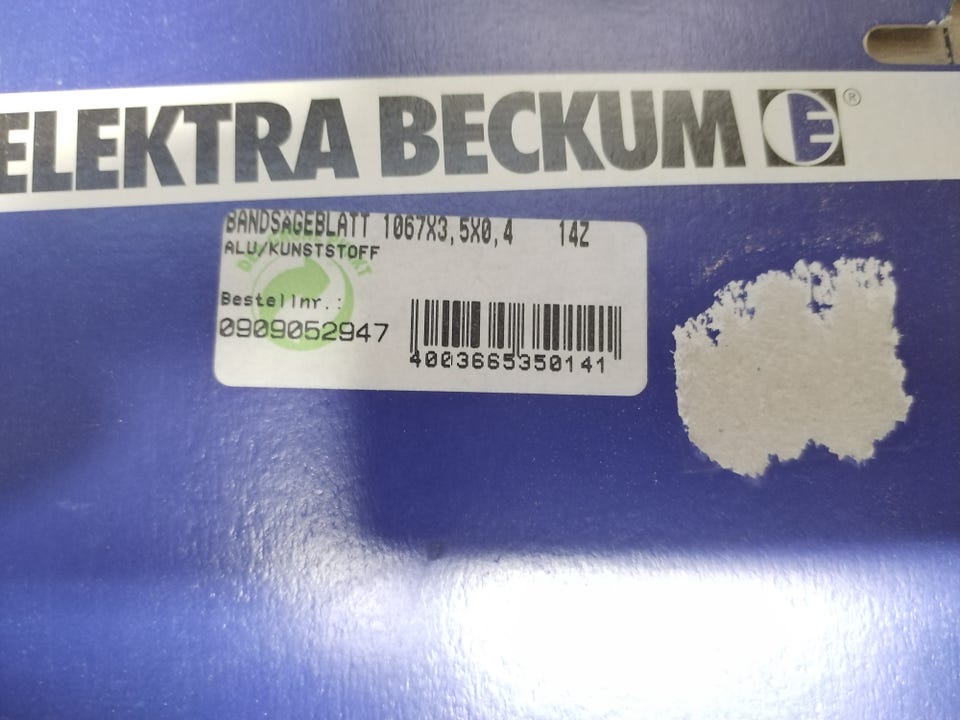 ELEKTRA BECKUM E ®
BANDSÄGEBLATT 1067X3,5X0,4 14Z
ALU/KUNSTSTOFF
Bestellnr.:
0909052947
4003665350141